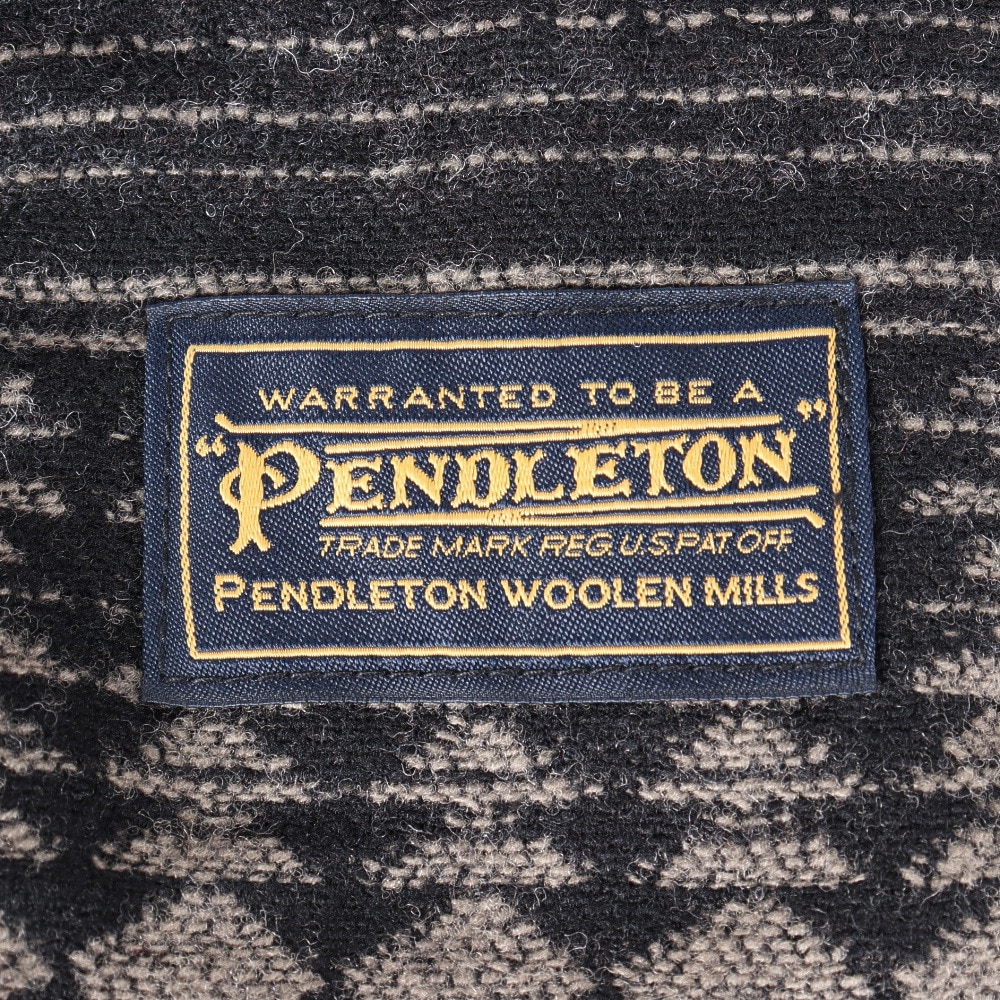 WARRANTED TO BE A
"PENDLETON"
TRADE MARK REG. U.S. PAT. OFF.
PENDLETON WOOLEN MILLS